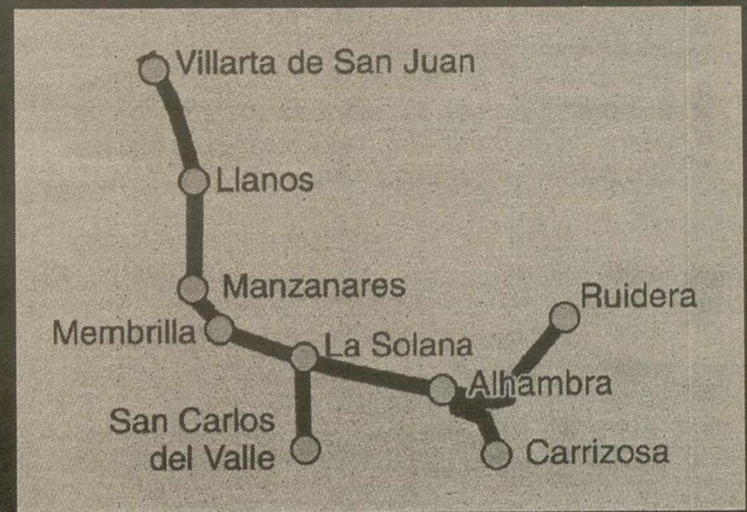 Villarta de San Juan
Llanos
Manzanares
Ruidera
Membrilla
La Solana
Alhambra
San Carlos
del Valle
Carrizosa